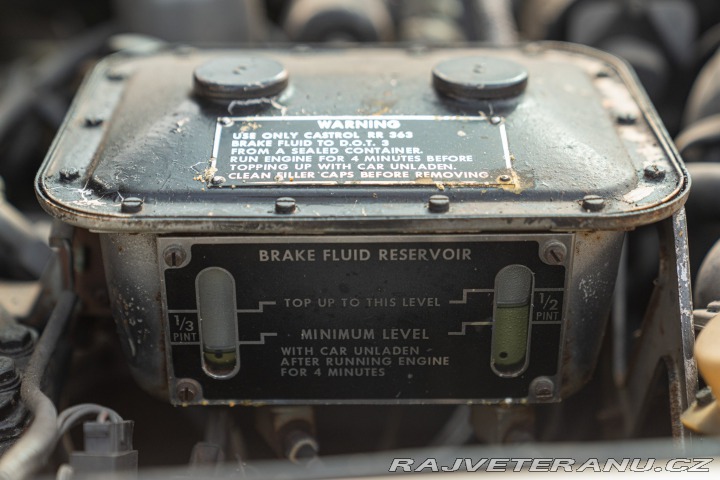 WARNING
USE ONLY CASTROL RR 363
BRAKE FLUID TO D.O.T. 3
FROM A SEALED CONTAINER.
RUN ENGINE FOR 4 MINUTES BEFORE
TOPPING UP WITH CAR UNLADEN.
CLEAN FILLER CAPS BEFORE REMOVING
BRAKE FLUID RESERVOIR
TOP UP TO THIS LEVEL
1/3 PINT
1/2 PINT
MINIMUM LEVEL
WITH CAR UNLADEN
AFTER RUNNING ENGINE
FOR 4 MINUTES
RAJVETERANU.CZ